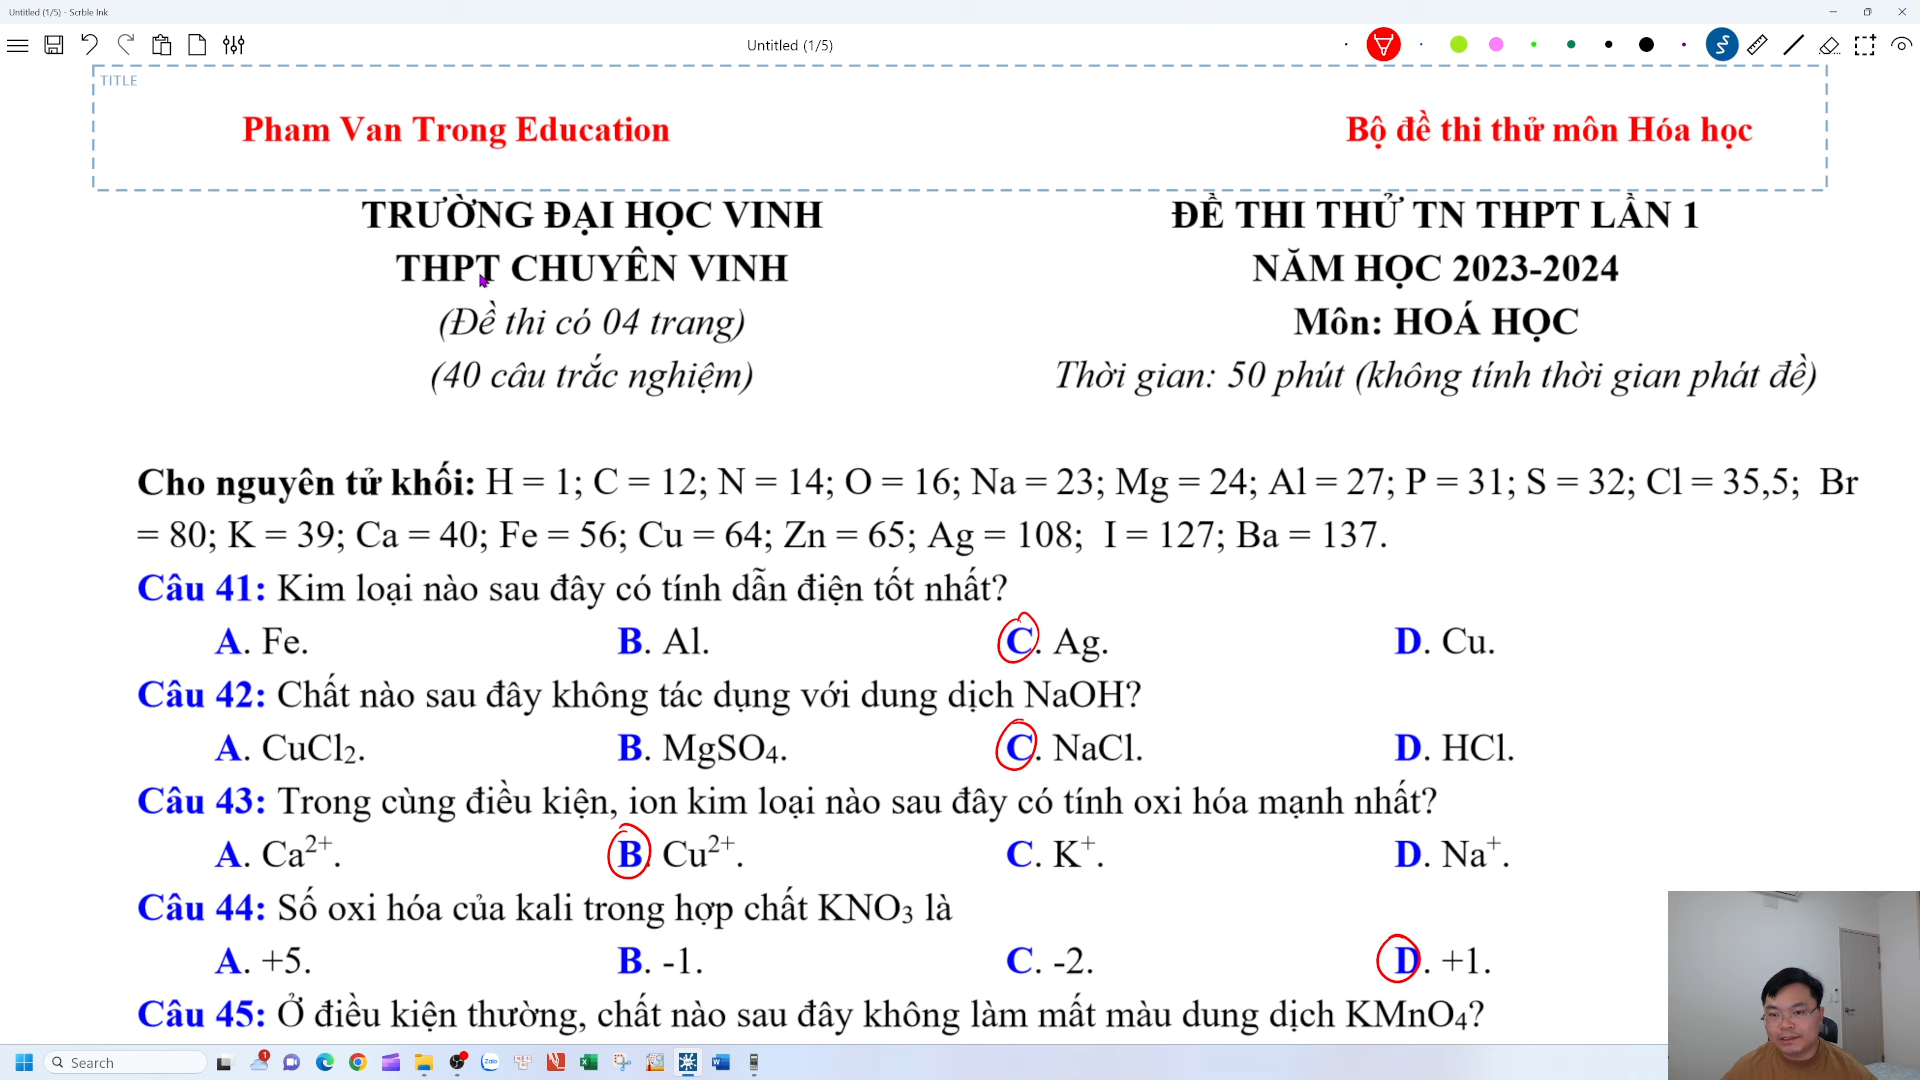 Untitled (1/5) - Scrble Ink
Untitled (1/5)
TITLE
Pham Van Trong Education
Bộ đề thi thử môn Hóa học
TRƯỜNG ĐẠI HỌC VINH
THPT CHUYÊN VINH
(Đề thi có 04 trang)
(40 câu trắc nghiệm)
ĐỀ THI THỬ TN THPT LẦN 1
NĂM HỌC 2023-2024
Môn: HOÁ HỌC
Thời gian: 50 phút (không tính thời gian phát đề)
Cho nguyên tử khối: H = 1; C = 12; N = 14; O = 16; Na = 23; Mg = 24; Al = 27; P = 31; S = 32; Cl = 35,5; Br
= 80; K = 39; Ca = 40; Fe = 56; Cu = 64; Zn = 65; Ag = 108; I = 127; Ba = 137.
Câu 41: Kim loại nào sau đây có tính dẫn điện tốt nhất?
A. Fe. B. Al. C. Ag. D. Cu.
Câu 42: Chất nào sau đây không tác dụng với dung dịch NaOH?
A. CuCl₂. B. MgSO₄. C. NaCl. D. HCl.
Câu 43: Trong cùng điều kiện, ion kim loại nào sau đây có tính oxi hóa mạnh nhất?
A. Ca²⁺. B. Cu²⁺. C. K⁺. D. Na⁺.
Câu 44: Số oxi hóa của kali trong hợp chất KNO₃ là
A. +5. B. -1. C. -2. D. +1.
Câu 45: Ở điều kiện thường, chất nào sau đây không làm mất màu dung dịch KMnO₄?
Search